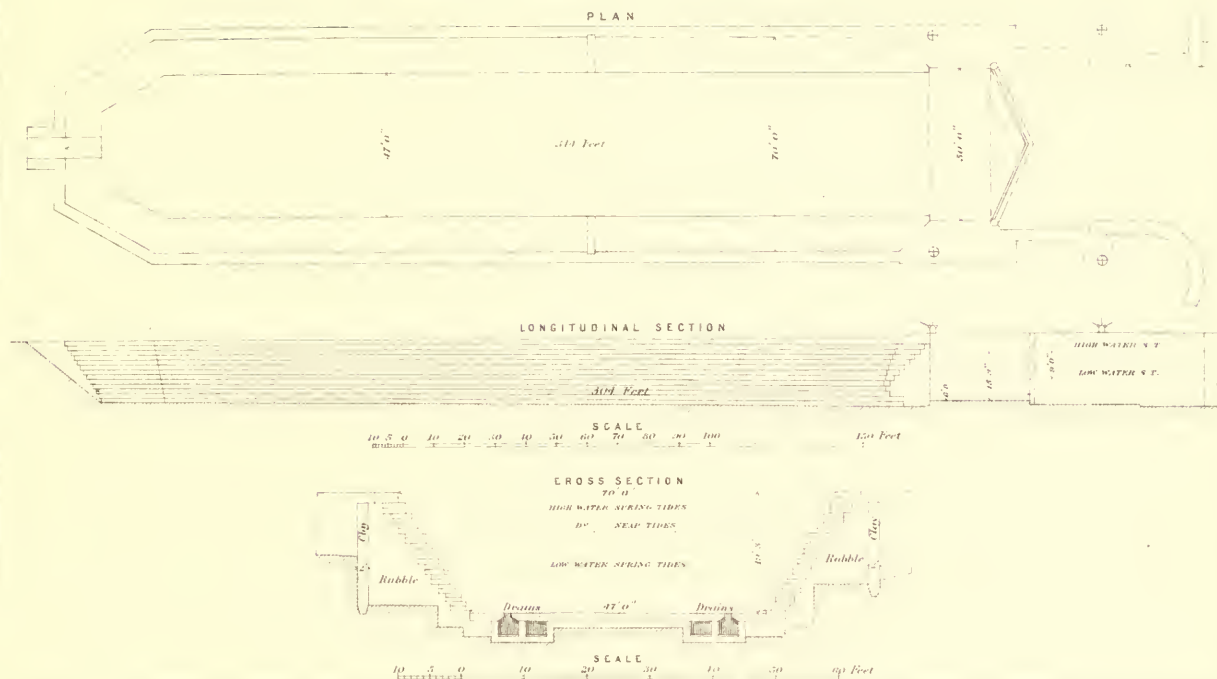 PLAN
47' 0"
70' 0"
50' 0"
LONGITUDINAL SECTION
HIGH WATER S T.
LOW WATER S T.
Feet
SCALE
10 5 0 10 20 30 40 50 60 70 80 90 100 150 Feet
CROSS SECTION
70' 0"
HIGH WATER SPRING TIDES
Do. NEAP TIDES
LOW WATER SPRING TIDES
Clay
Clay
Rubble
Rubble
Drains
47' 0"
Drains
SCALE
10 5 0 10 20 30 40 50 60 Feet